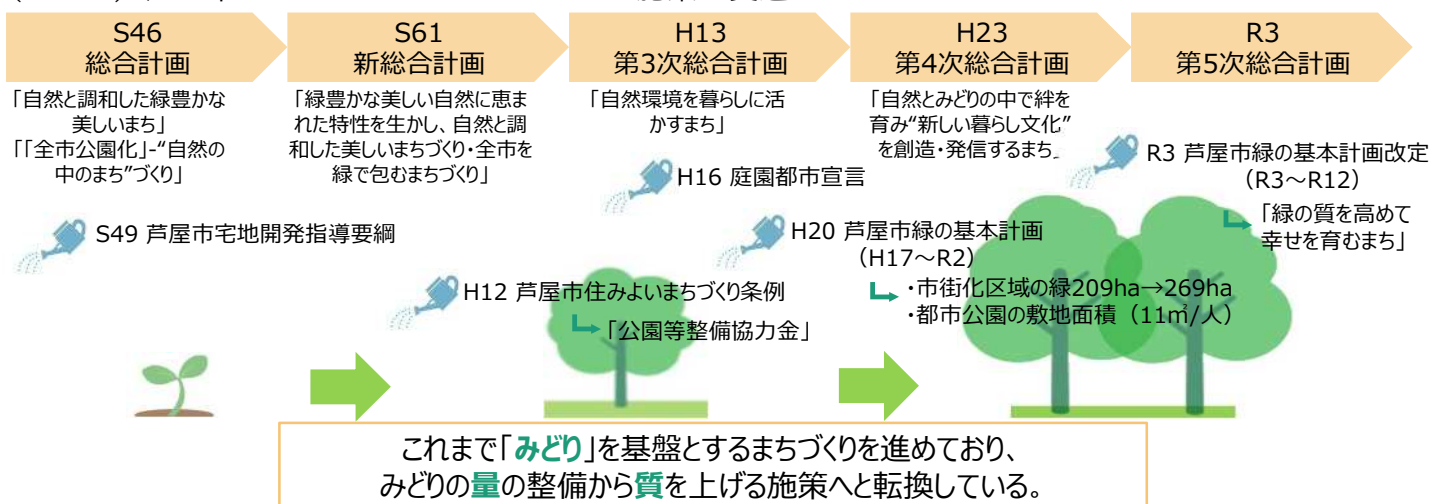 S46
総合計画
S61
新総合計画
H13
第3次総合計画
H23
第4次総合計画
R3
第5次総合計画
「自然と調和した緑豊かな
美しいまち」
「「全市公園化」-“自然の
中のまち”づくり」
「緑豊かな美しい自然に恵ま
れた特性を生かし、自然と調
和した美しいまちづくり・全市を
緑で包むまちづくり」
「自然環境を暮らしに活
かすまち」
「自然とみどりの中で絆を
育み“新しい暮らし文化”
を創造・発信するまち」
S49 芦屋市宅地開発指導要綱
H12 芦屋市住みよいまちづくり条例
「公園等整備協力金」
H16 庭園都市宣言
H20 芦屋市緑の基本計画
（H17～R2）
・市街化区域の緑209ha→269ha
・都市公園の敷地面積（11㎡/人）
R3 芦屋市緑の基本計画改定
（R3～R12）
「緑の質を高めて
幸せを育むまち」
これまで「みどり」を基盤とするまちづくりを進めており、
みどりの量の整備から質を上げる施策へと転換している。